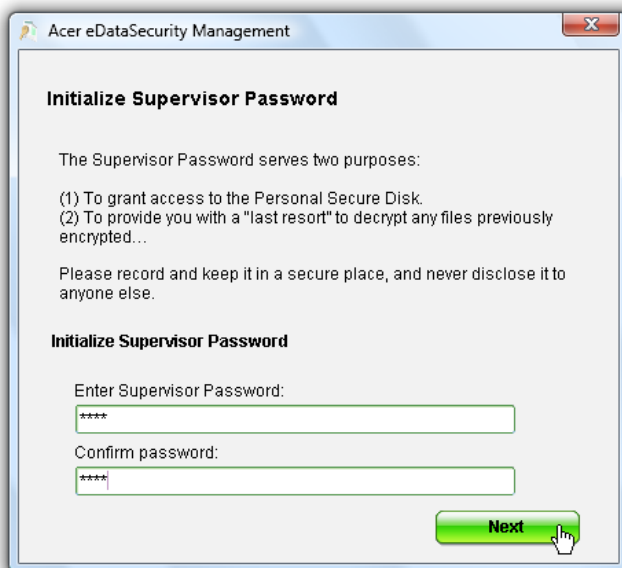 Acer eDataSecurity Management
Initialize Supervisor Password
The Supervisor Password serves two purposes:
(1) To grant access to the Personal Secure Disk.
(2) To provide you with a "last resort" to decrypt any files previously
encrypted...
Please record and keep it in a secure place, and never disclose it to
anyone else.
Initialize Supervisor Password
Enter Supervisor Password:
****
Confirm password:
****
Next